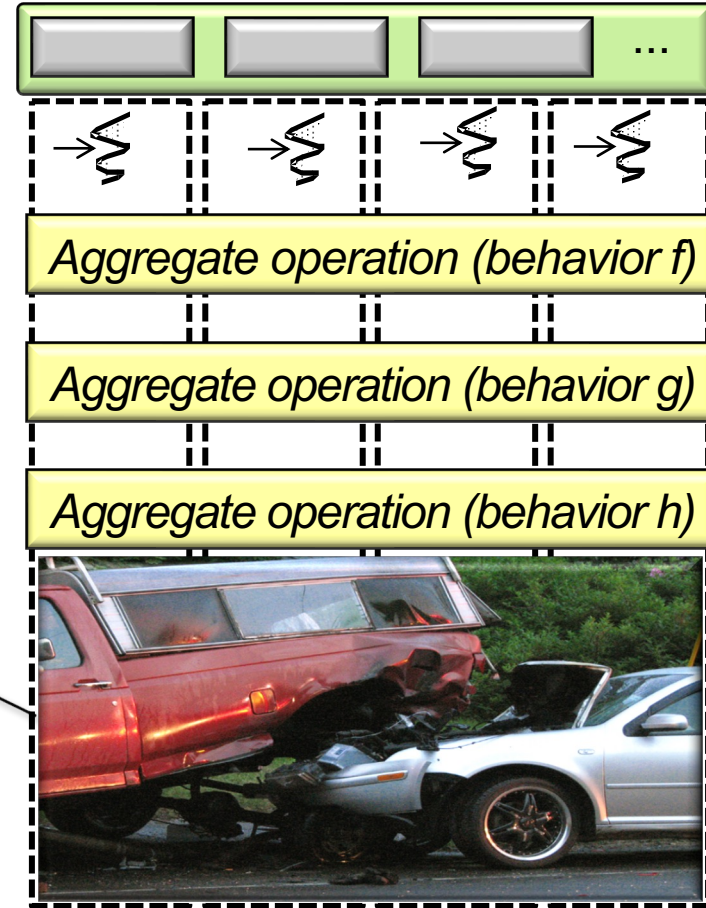 ...
Aggregate operation (behavior f)
Aggregate operation (behavior g)
Aggregate operation (behavior h)